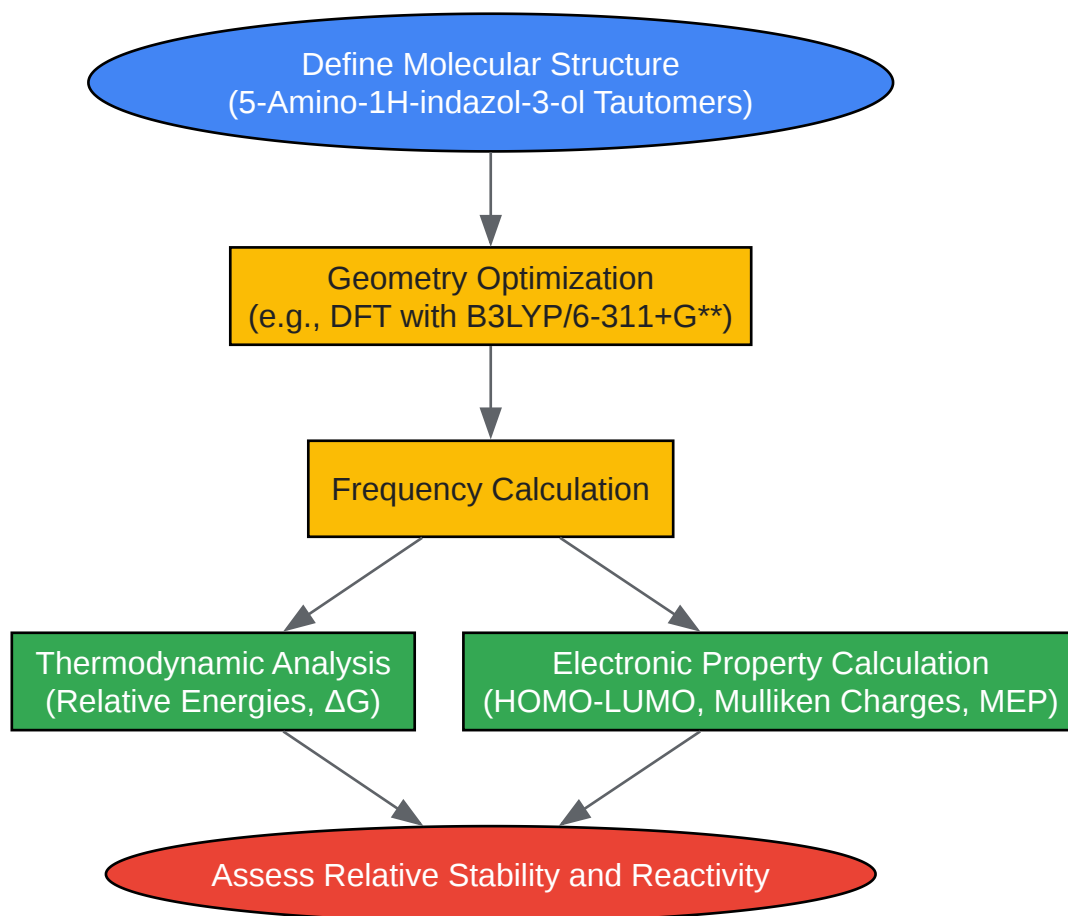 Define Molecular Structure
(5-Amino-1H-indazol-3-ol Tautomers)
Geometry Optimization
(e.g., DFT with B3LYP/6-311+G**)
Frequency Calculation
Thermodynamic Analysis
(Relative Energies, ΔG)
Electronic Property Calculation
(HOMO-LUMO, Mulliken Charges, MEP)
Assess Relative Stability and Reactivity